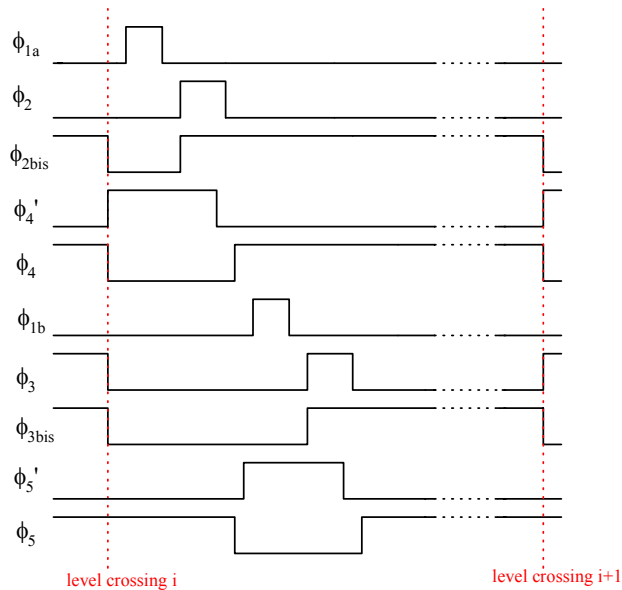 ϕ1a
ϕ2
ϕ2bis
ϕ4'
ϕ4
ϕ1b
ϕ3
ϕ3bis
ϕ5'
ϕ5
level crossing i
level crossing i+1